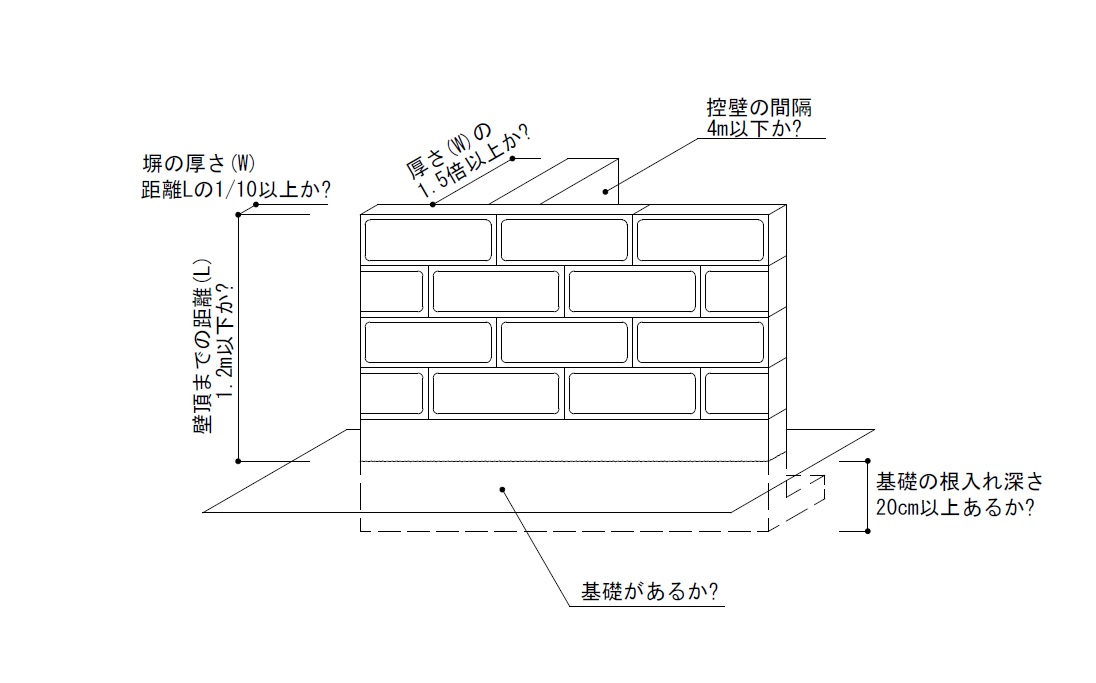 控壁の間隔
4m以下か?
厚さ(W)の
1.5倍以上か?
塀の厚さ(W)
距離Lの1/10以上か?
壁頂までの距離(L)
1.2m以下か?
基礎の根入れ深さ
20cm以上あるか?
基礎があるか?